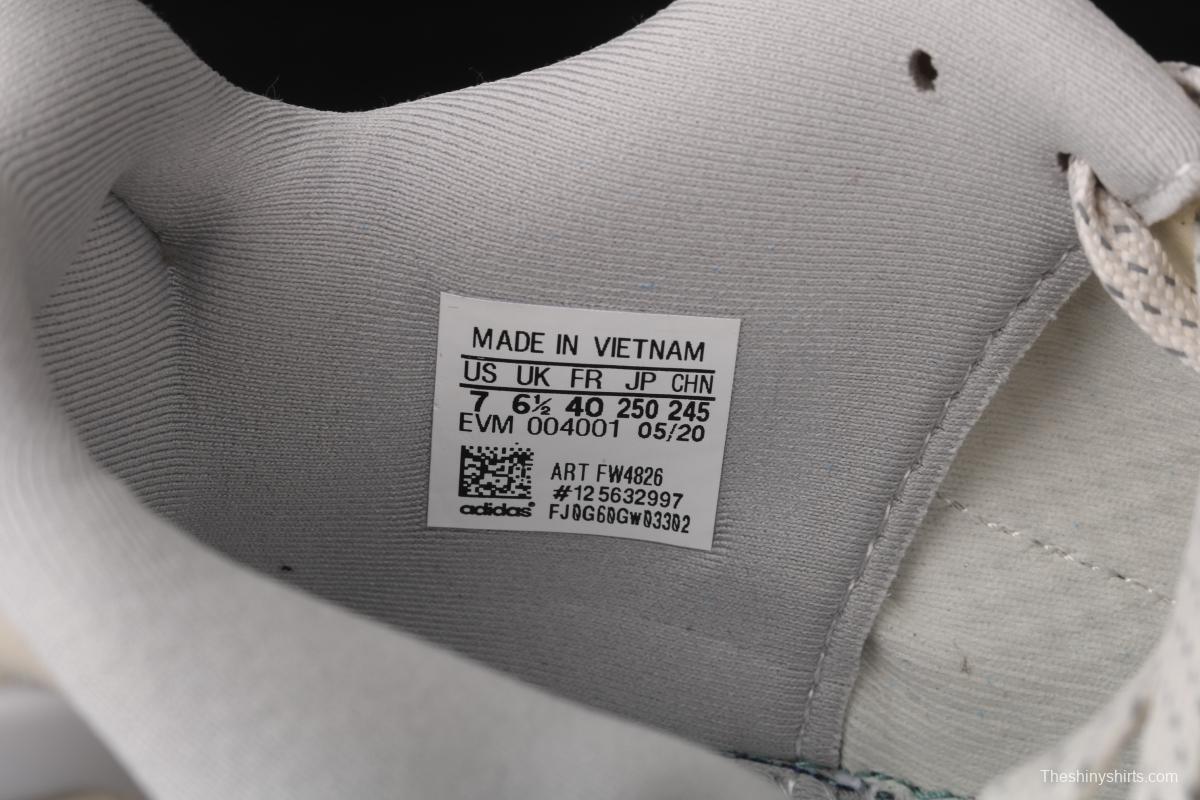 MADE IN VIETNAM
US UK FR JP CHN
7 6½ 40 250 245
EVM 004001 05/20
ART FW4826
#125632997
adidas® FJ0G60GW03302
Theshinyshirts.com